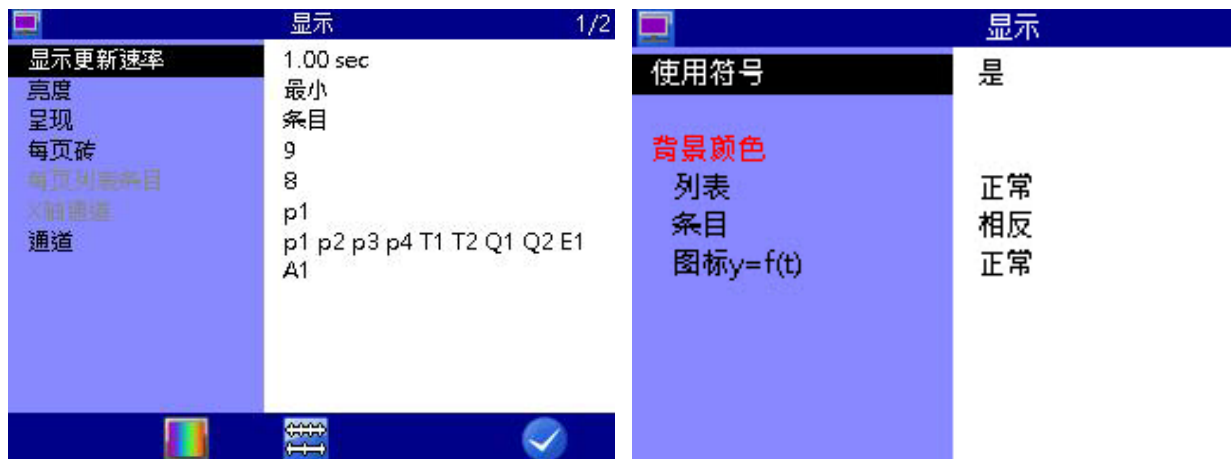 显示 1/2
显示更新速率 1.00 sec
亮度 最小
呈现 条目
每页砖 9
每页列表条目 8
X轴通道 p1
通道 p1 p2 p3 p4 T1 T2 Q1 Q2 E1
A1
显示
使用符号 是
背景颜色
列表 正常
条目 相反
图标y=f(t) 正常